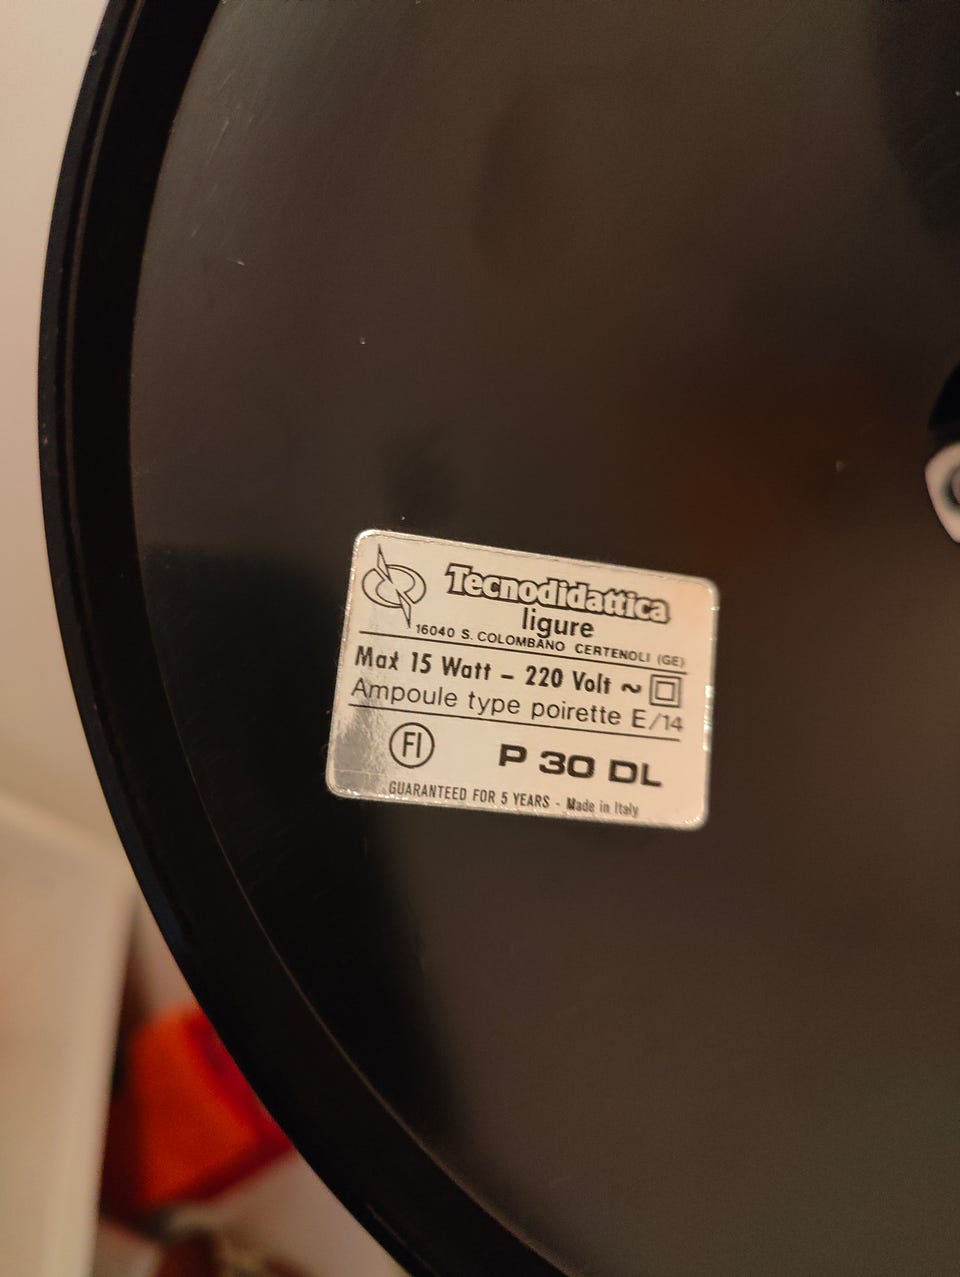 Tecnodidattica
ligure
16040 S. COLOMBANO CERTENOLI (GE)
Max 15 Watt - 220 Volt ~
Ampoule type poirette E/14
FI P 30 DL
GUARANTEED FOR 5 YEARS - Made in Italy